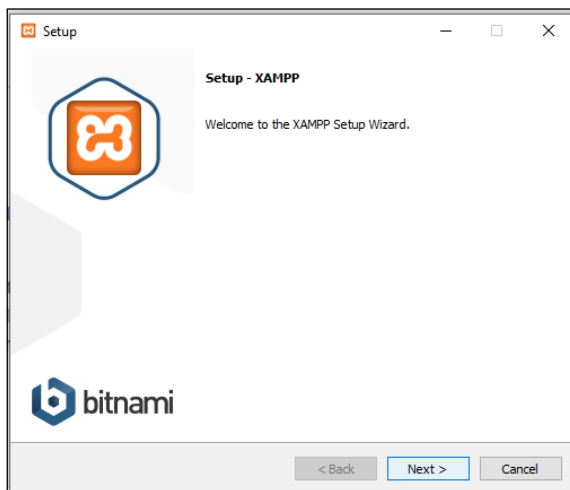 Setup
Setup - XAMPP
Welcome to the XAMPP Setup Wizard.
bitnami
< Back
Next >
Cancel